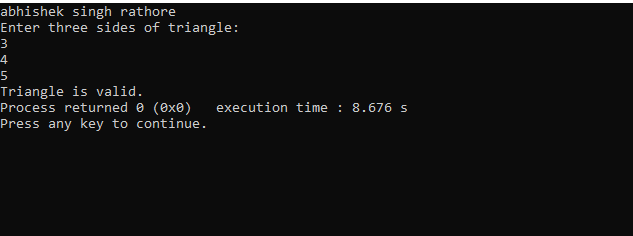 abhishek singh rathore
Enter three sides of triangle:
3
4
5
Triangle is valid.
Process returned 0 (0x0)   execution time : 8.676 s
Press any key to continue.